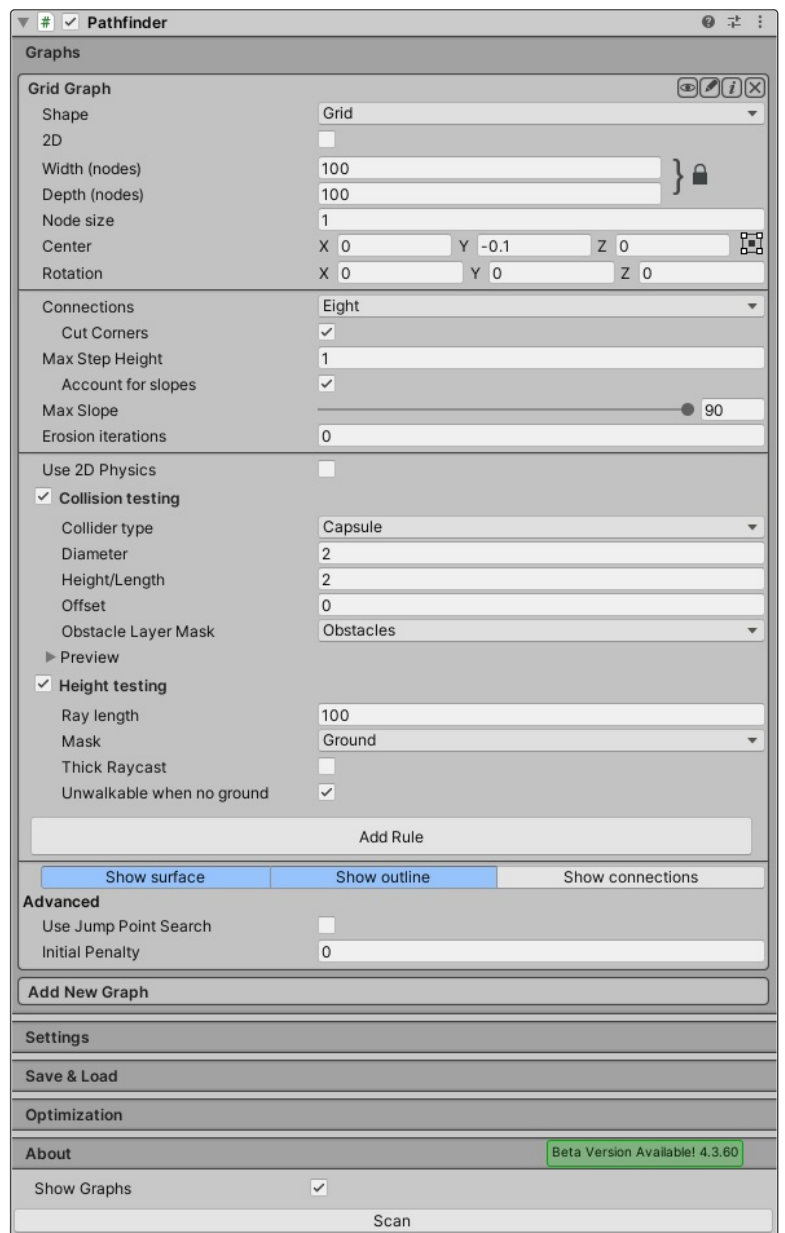 # Pathfinder
Graphs
Grid Graph
Shape Grid
2D
Width (nodes) 100
Depth (nodes) 100
Node size 1
Center X 0 Y -0.1 Z 0
Rotation X 0 Y 0 Z 0
Connections Eight
Cut Corners
Max Step Height 1
Account for slopes
Max Slope 90
Erosion iterations 0
Use 2D Physics
Collision testing
Collider type Capsule
Diameter 2
Height/Length 2
Offset 0
Obstacle Layer Mask Obstacles
Preview
Height testing
Ray length 100
Mask Ground
Thick Raycast
Unwalkable when no ground
Add Rule
Show surface Show outline Show connections
Advanced
Use Jump Point Search
Initial Penalty 0
Add New Graph
Settings
Save & Load
Optimization
About Beta Version Available! 4.3.60
Show Graphs
Scan